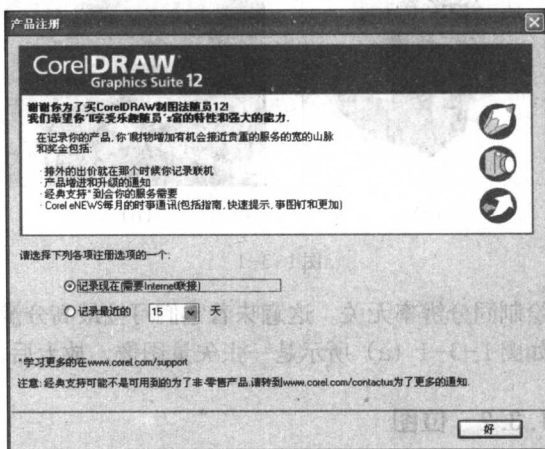 产品注册
CorelDRAW
Graphics Suite 12
谢谢你为了买CorelDRAW制图法随员12!
我们希望你'll享受乐趣随员's富的特性和强大的能力.
在记录你的产品,你 增加有机会接近贵重的服务的宽的山脉
和奖金包括:
· 排外的出价就在那个时候你记录联机
· 产品增进和升级的通知
· 经典支持* 到会你的服务需要
· Corel eNEWS每月的时事通讯(包括指南,快速提示,事图钉和更加)
请选择下列各项注册选项的一个:
记录现在(需要Internet联接)
记录最近的 15 天
*学习更多的在www.corel.com/support
注意: 经典支持可能不是可用到的为了非-零售产品,请转到www.corel.com/contactus为了更多的通知.
好